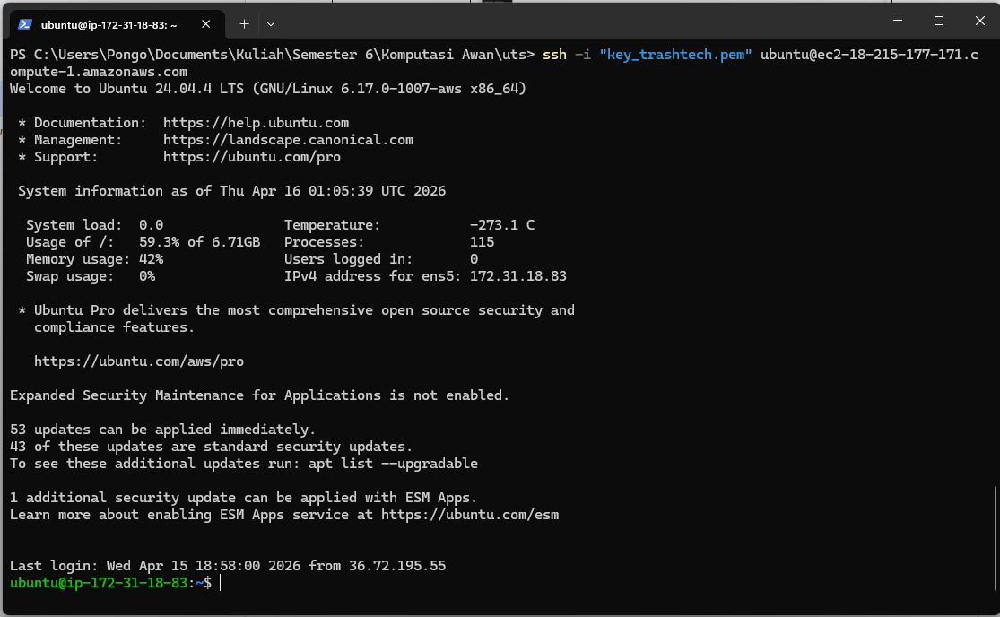 ubuntu@ip-172-31-18-83: ~
PS C:\Users\Pongo\Documents\Kuliah\Semester 6\Komputasi Awan\uts> ssh -i "key_trashtech.pem" ubuntu@ec2-18-215-177-171.c
ompute-1.amazonaws.com
Welcome to Ubuntu 24.04.4 LTS (GNU/Linux 6.17.0-1007-aws x86_64)

 * Documentation:  https://help.ubuntu.com
 * Management:     https://landscape.canonical.com
 * Support:        https://ubuntu.com/pro

 System information as of Thu Apr 16 01:05:39 UTC 2026

  System load:  0.0               Temperature:           -273.1 C
  Usage of /:   59.3% of 6.71GB   Processes:             115
  Memory usage: 42%               Users logged in:       0
  Swap usage:   0%                IPv4 address for ens5: 172.31.18.83

 * Ubuntu Pro delivers the most comprehensive open source security and
   compliance features.

   https://ubuntu.com/aws/pro

Expanded Security Maintenance for Applications is not enabled.

53 updates can be applied immediately.
43 of these updates are standard security updates.
To see these additional updates run: apt list --upgradable

1 additional security update can be applied with ESM Apps.
Learn more about enabling ESM Apps service at https://ubuntu.com/esm

Last login: Wed Apr 15 18:58:00 2026 from 36.72.195.55
ubuntu@ip-172-31-18-83:~$